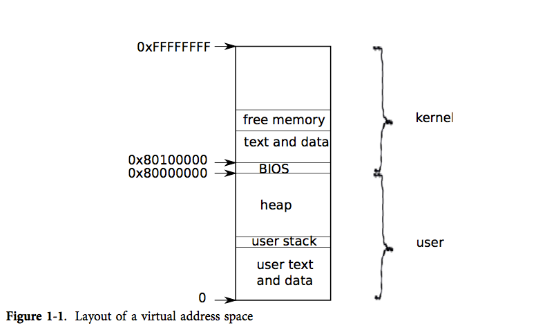 0xFFFFFFFF
free memory
kernel
text and data
0x80100000
BIOS
0x80000000
heap
user stack
user
user text
and data
0
Figure 1-1. Layout of a virtual address space